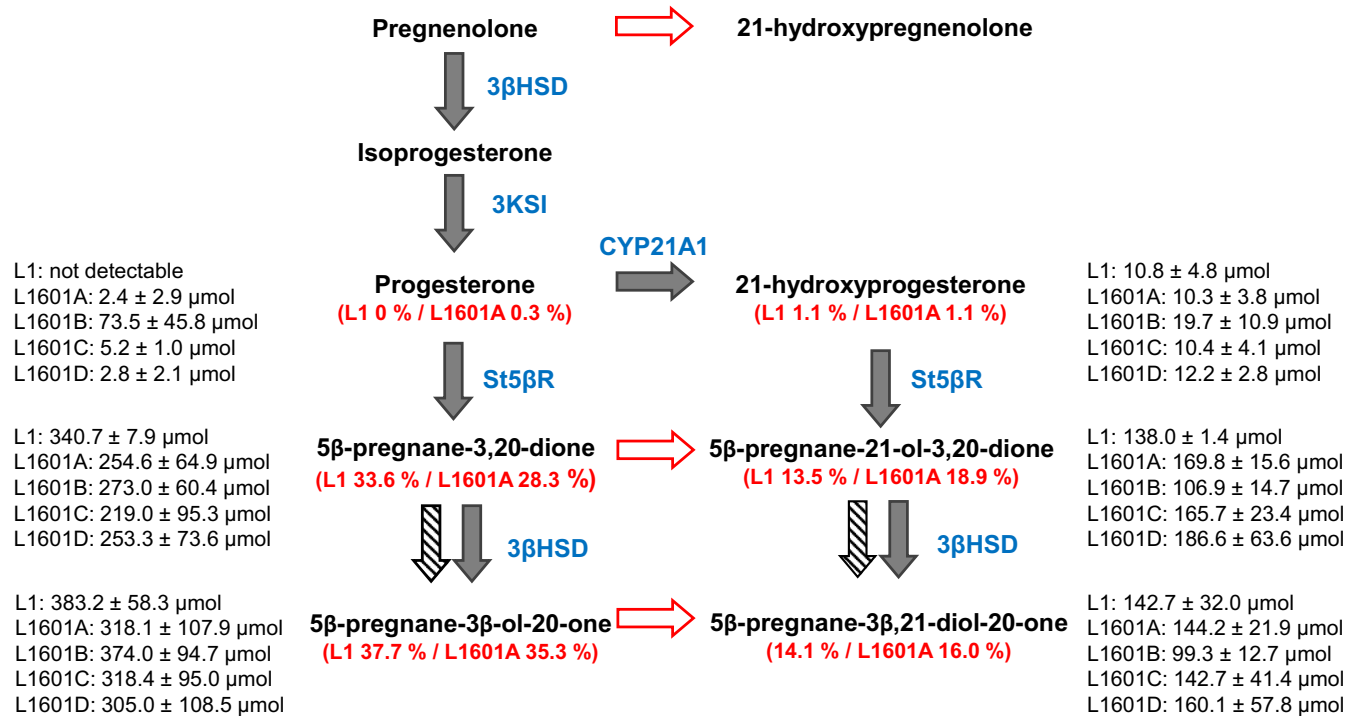 Pregnenolone
21-hydroxypregnenolone
3βHSD
Isoprogesterone
3KSI
CYP21A1
L1: not detectable
L1601A: 2.4 ± 2.9 µmol
L1601B: 73.5 ± 45.8 µmol
L1601C: 5.2 ± 1.0 µmol
L1601D: 2.8 ± 2.1 µmol
Progesterone
(L1 0 % / L1601A 0.3 %)
21-hydroxyprogesterone
(L1 1.1 % / L1601A 1.1 %)
L1: 10.8 ± 4.8 µmol
L1601A: 10.3 ± 3.8 µmol
L1601B: 19.7 ± 10.9 µmol
L1601C: 10.4 ± 4.1 µmol
L1601D: 12.2 ± 2.8 µmol
St5βR
St5βR
L1: 340.7 ± 7.9 µmol
L1601A: 254.6 ± 64.9 µmol
L1601B: 273.0 ± 60.4 µmol
L1601C: 219.0 ± 95.3 µmol
L1601D: 253.3 ± 73.6 µmol
5β-pregnane-3,20-dione
(L1 33.6 % / L1601A 28.3 %)
5β-pregnane-21-ol-3,20-dione
(L1 13.5 % / L1601A 18.9 %)
L1: 138.0 ± 1.4 µmol
L1601A: 169.8 ± 15.6 µmol
L1601B: 106.9 ± 14.7 µmol
L1601C: 165.7 ± 23.4 µmol
L1601D: 186.6 ± 63.6 µmol
3βHSD
3βHSD
L1: 383.2 ± 58.3 µmol
L1601A: 318.1 ± 107.9 µmol
L1601B: 374.0 ± 94.7 µmol
L1601C: 318.4 ± 95.0 µmol
L1601D: 305.0 ± 108.5 µmol
5β-pregnane-3β-ol-20-one
(L1 37.7 % / L1601A 35.3 %)
5β-pregnane-3β,21-diol-20-one
(14.1 % / L1601A 16.0 %)
L1: 142.7 ± 32.0 µmol
L1601A: 144.2 ± 21.9 µmol
L1601B: 99.3 ± 12.7 µmol
L1601C: 142.7 ± 41.4 µmol
L1601D: 160.1 ± 57.8 µmol